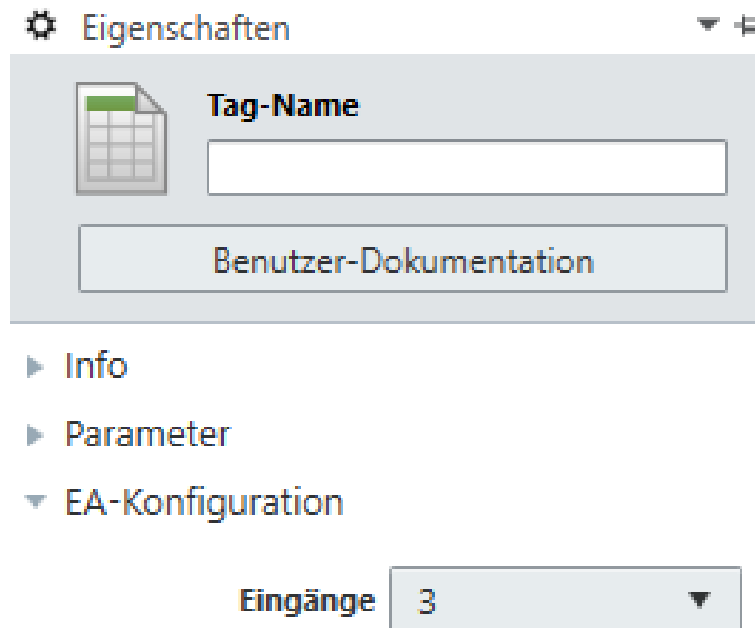 Eigenschaften
Tag-Name
Benutzer-Dokumentation
Info
Parameter
EA-Konfiguration
Eingänge 3